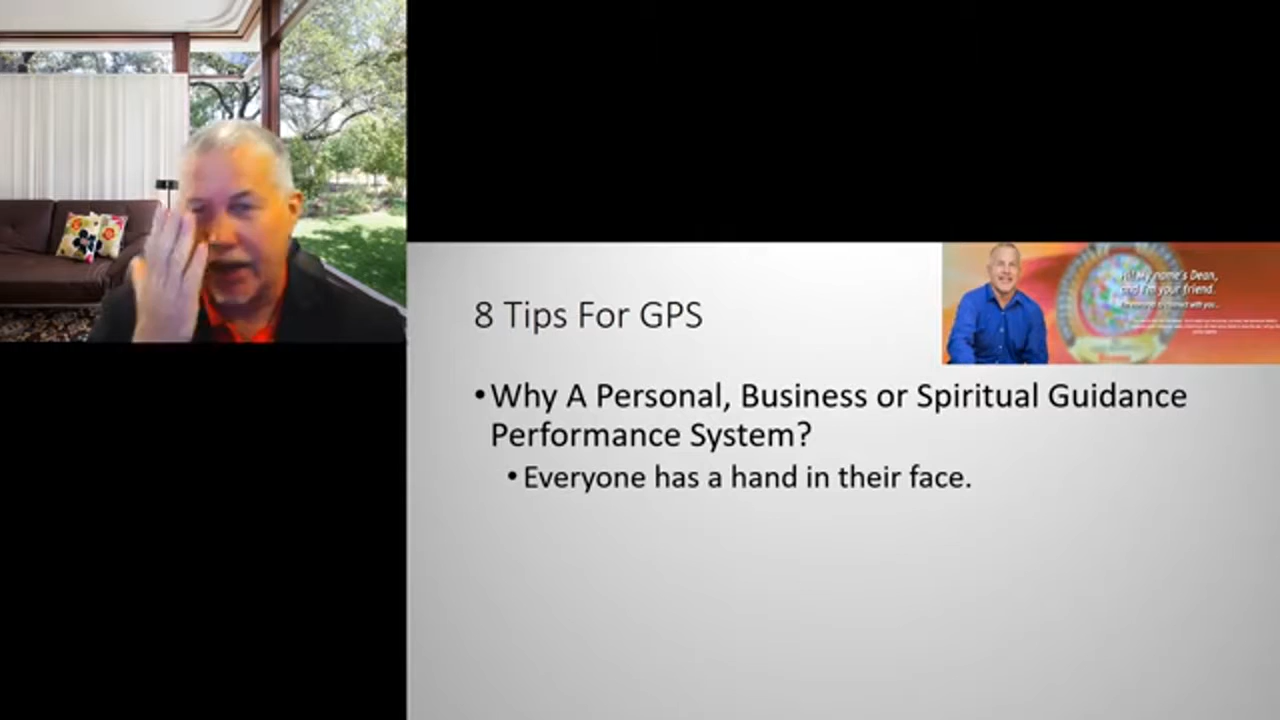 8 Tips For GPS
My name's Dean,
and I'm your friend.
•Why A Personal, Business or Spiritual Guidance
Performance System?
•Everyone has a hand in their face.